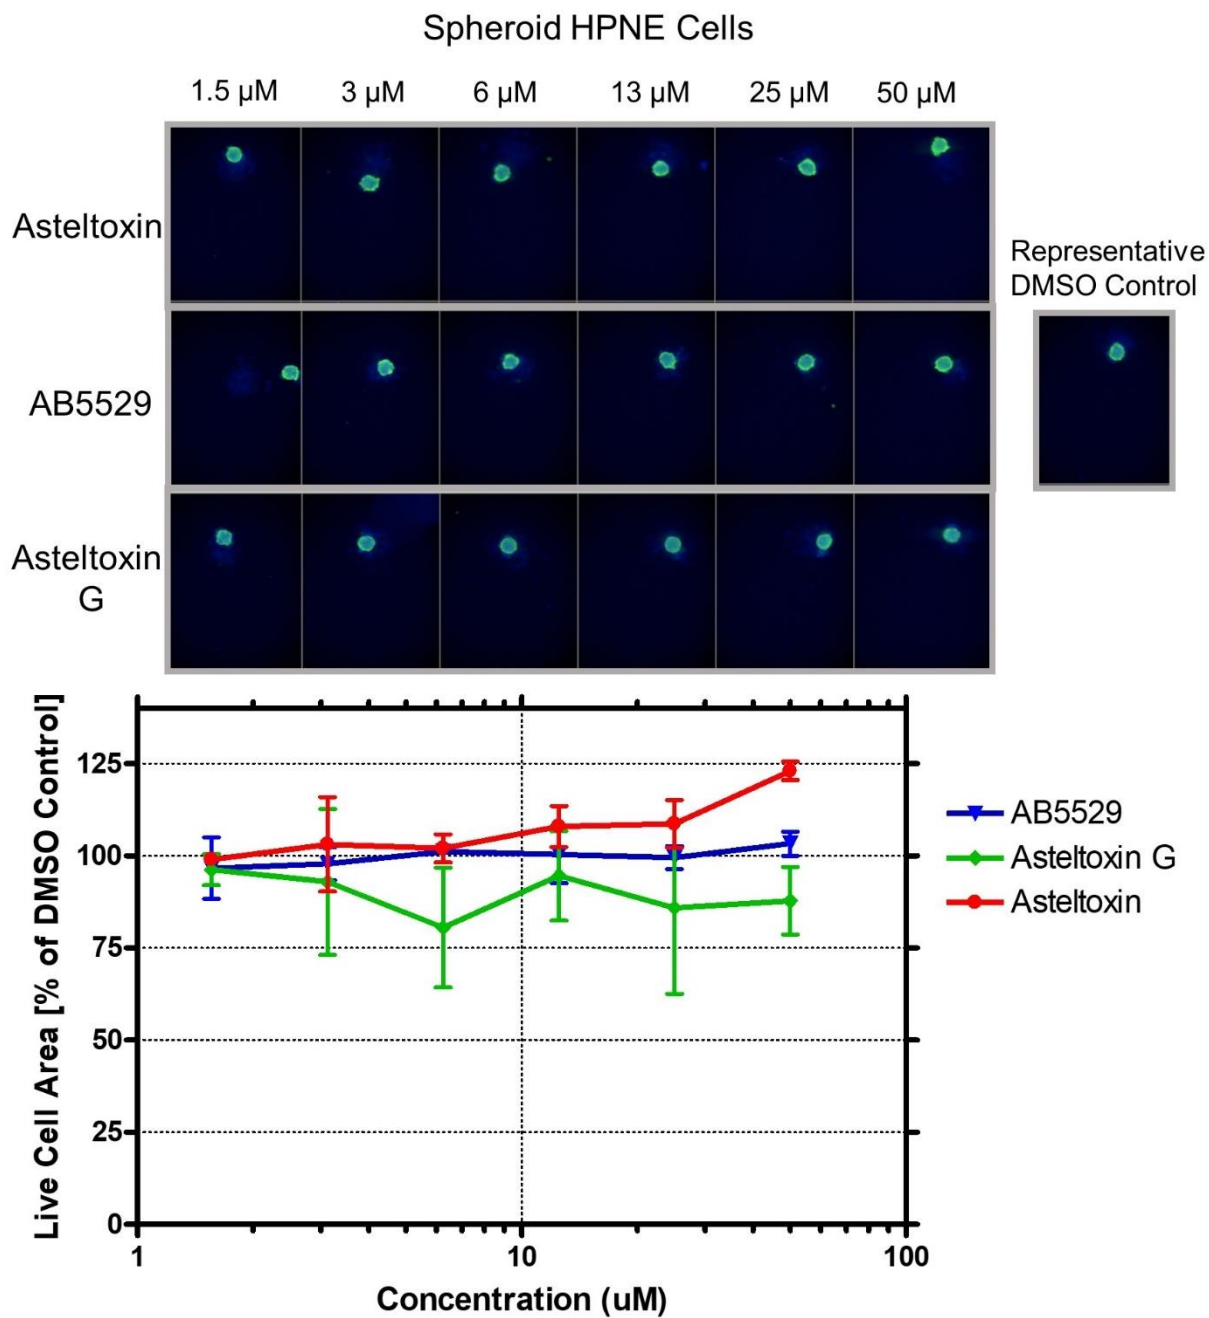 Spheroid HPNE Cells
1.5 µM 3 µM 6 µM 13 µM 25 µM 50 µM
Asteltoxin
Representative
DMSO Control
AB5529
Asteltoxin
G
Live Cell Area [% of DMSO Control]
125
100
75
50
25
0
1 10 100
Concentration (uM)
AB5529
Asteltoxin G
Asteltoxin